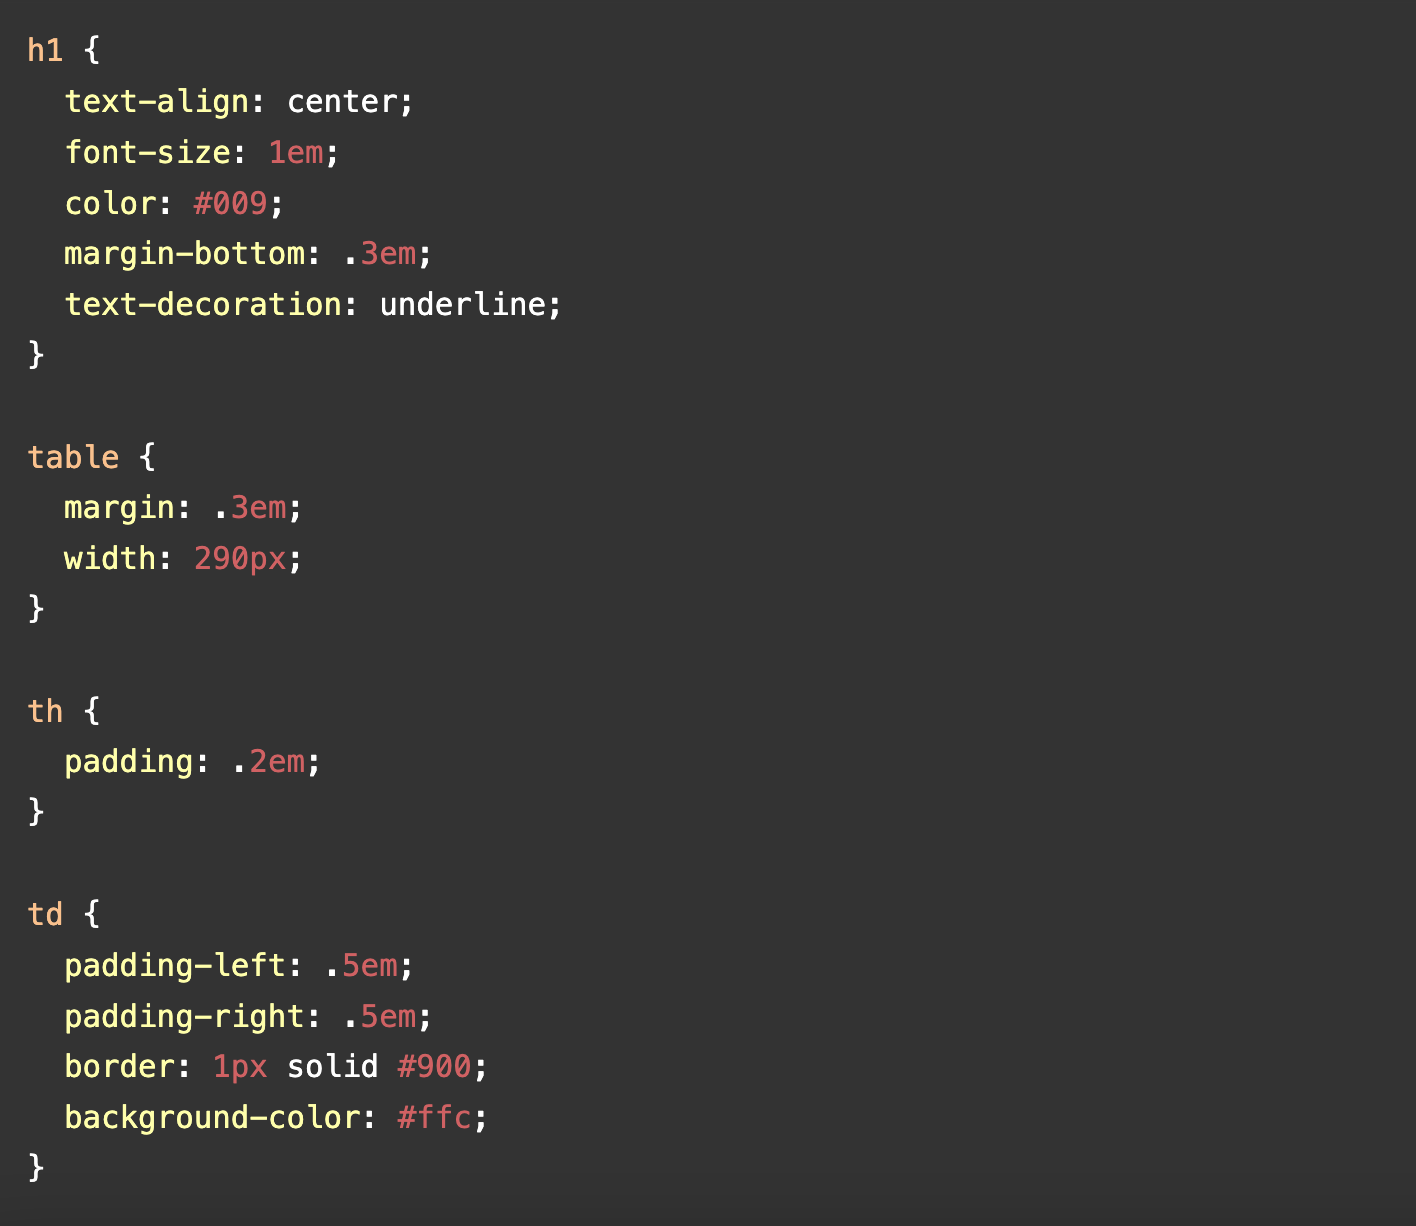 h1 {
  text-align: center;
  font-size: 1em;
  color: #009;
  margin-bottom: .3em;
  text-decoration: underline;
}

table {
  margin: .3em;
  width: 290px;
}

th {
  padding: .2em;
}

td {
  padding-left: .5em;
  padding-right: .5em;
  border: 1px solid #900;
  background-color: #ffc;
}